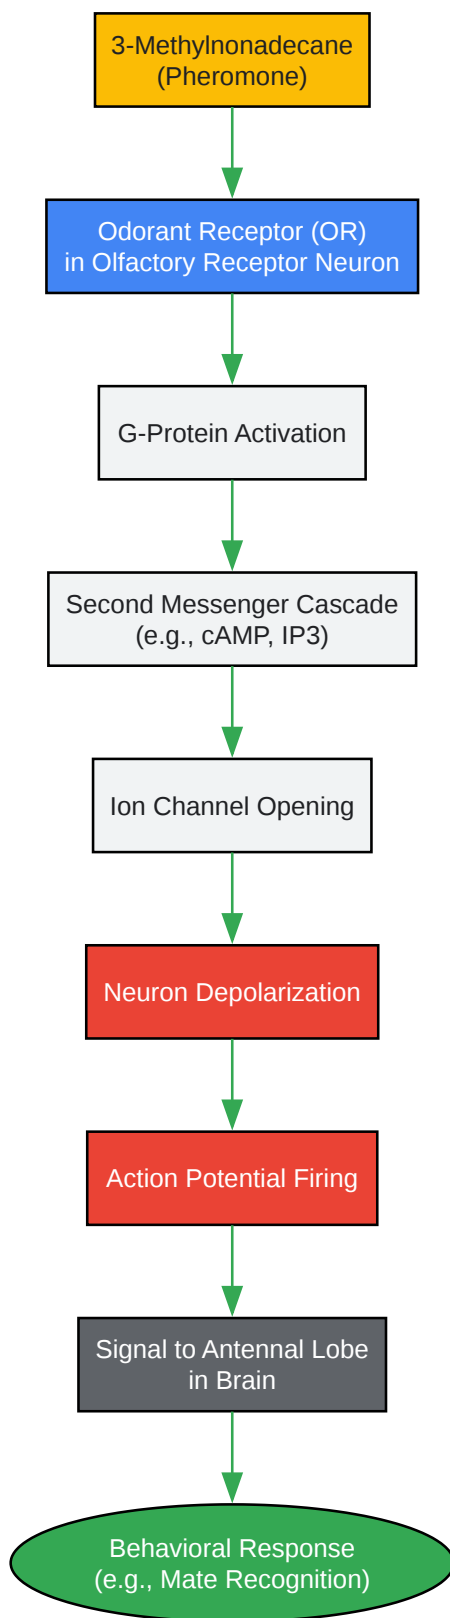 3-Methylnonadecane
(Pheromone)
Odorant Receptor (OR)
in Olfactory Receptor Neuron
G-Protein Activation
Second Messenger Cascade
(e.g., cAMP, IP3)
Ion Channel Opening
Neuron Depolarization
Action Potential Firing
Signal to Antennal Lobe
in Brain
Behavioral Response
(e.g., Mate Recognition)